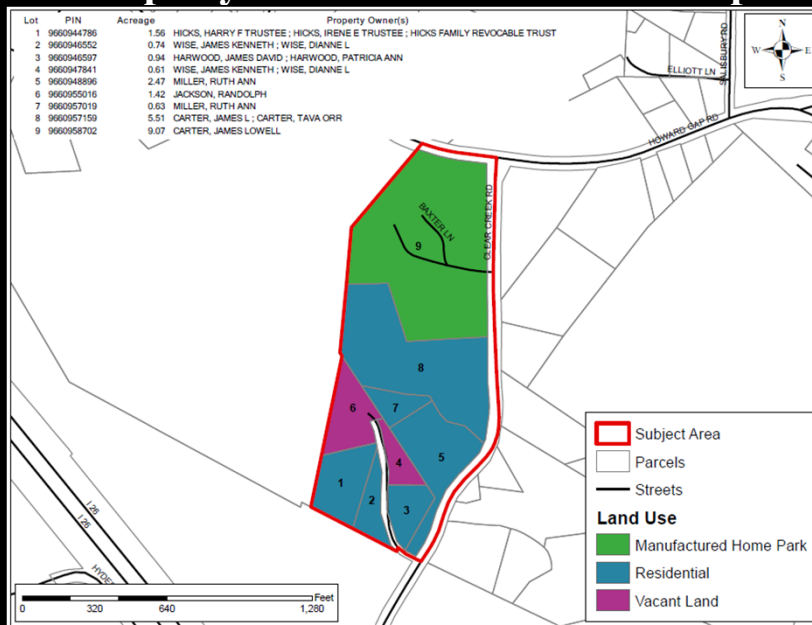 Lot PIN Acreage Property Owner(s)
1 9660944786 1.56 HICKS, HARRY F TRUSTEE ; HICKS, IRENE E TRUSTEE ; HICKS FAMILY REVOCABLE TRUST
2 9660946552 0.74 WISE, JAMES KENNETH ; WISE, DIANNE L
3 9660946597 0.94 HARWOOD, JAMES DAVID ; HARWOOD, PATRICIA ANN
4 9660947841 0.61 WISE, JAMES KENNETH ; WISE, DIANNE L
5 9660948896 2.47 MILLER, RUTH ANN
6 9660955016 1.42 JACKSON, RANDOLPH
7 9660957019 0.63 MILLER, RUTH ANN
8 9660957159 5.51 CARTER, JAMES L ; CARTER, TAVA ORR
9 9660958702 9.07 CARTER, JAMES LOWELL
N
W E
S
SALISBURY RD
ELLIOTT LN
HOWARD GAP RD
CLEAR CREEK RD
BAXTER LN
9
8
7
6
5
4
3
2
1
I 26
I 26
HYDE
Subject Area
Parcels
Streets
Land Use
Manufactured Home Park
Residential
Vacant Land
Feet
0 320 640 1,280